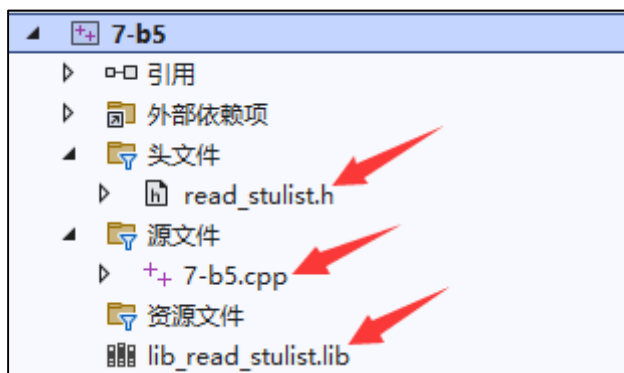 7-b5
引用
外部依赖项
头文件
read_stulist.h
源文件
++ 7-b5.cpp
资源文件
lib_read_stulist.lib